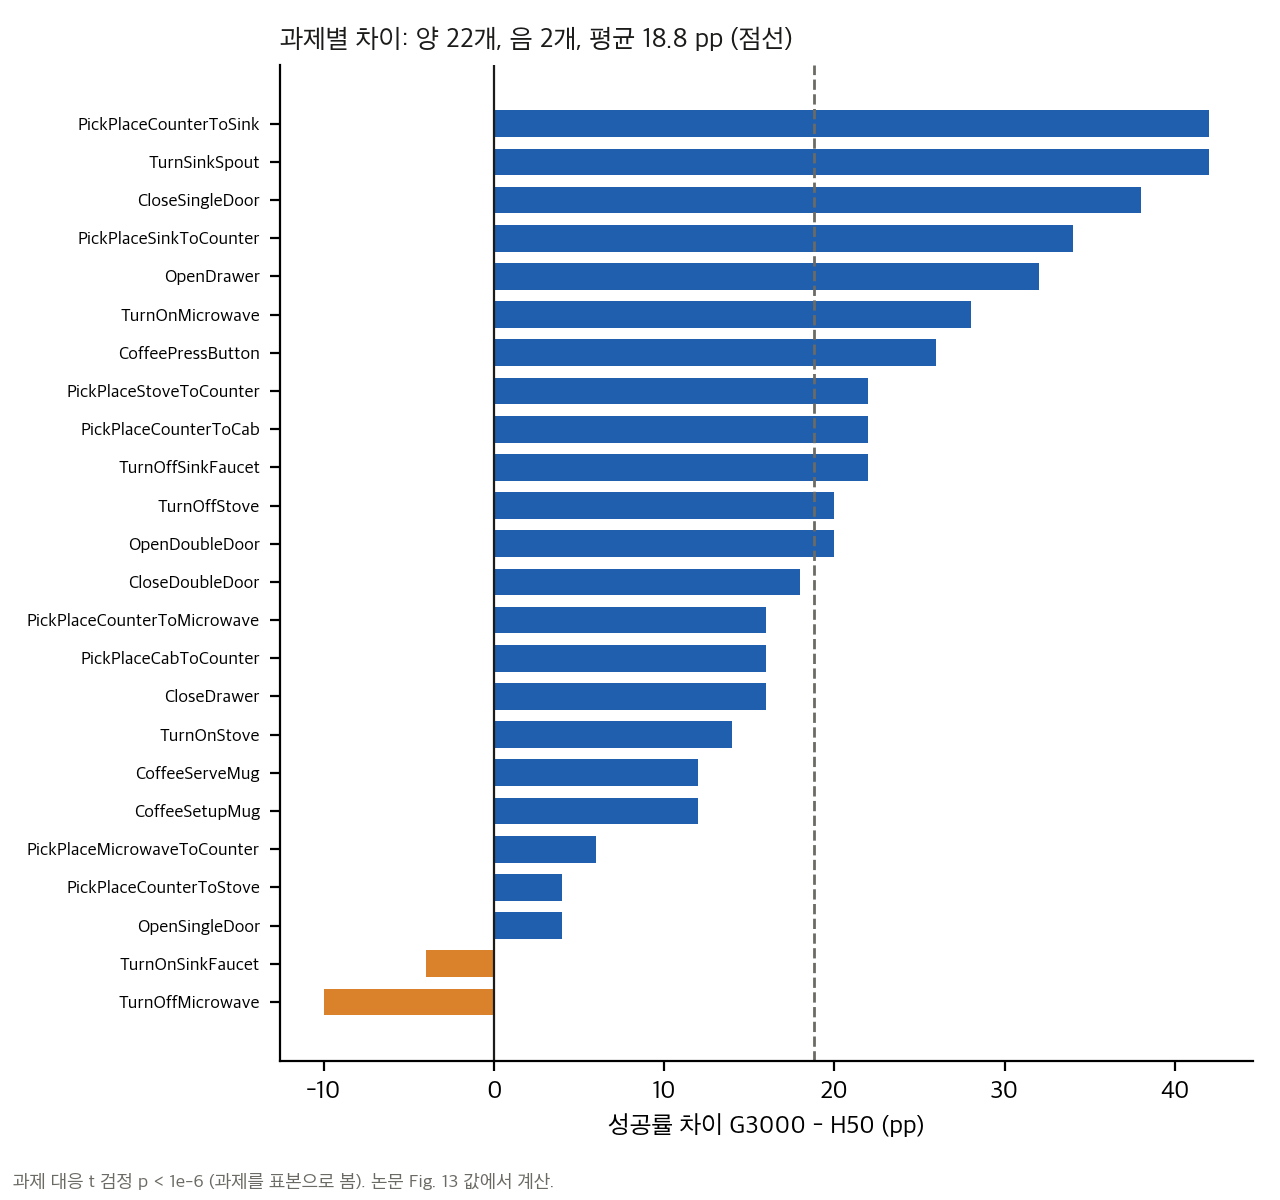 과제별 차이: 양 22개, 음 2개, 평균 18.8 pp (점선)
PickPlaceCounterToSink
TurnSinkSpout
CloseSingleDoor
PickPlaceSinkToCounter
OpenDrawer
TurnOnMicrowave
CoffeePressButton
PickPlaceStoveToCounter
PickPlaceCounterToCab
TurnOffSinkFaucet
TurnOffStove
OpenDoubleDoor
CloseDoubleDoor
PickPlaceCounterToMicrowave
PickPlaceCabToCounter
CloseDrawer
TurnOnStove
CoffeeServeMug
CoffeeSetupMug
PickPlaceMicrowaveToCounter
PickPlaceCounterToStove
OpenSingleDoor
TurnOnSinkFaucet
TurnOffMicrowave
-10 0 10 20 30 40
성공률 차이 G3000 - H50 (pp)
과제 대응 t 검정 p < 1e-6 (과제를 표본으로 봄). 논문 Fig. 13 값에서 계산.